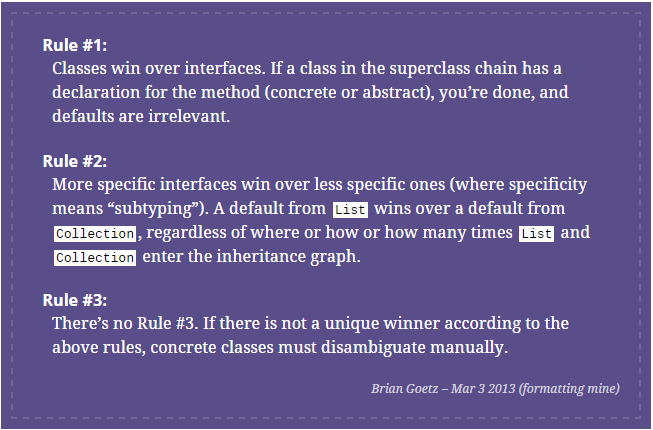 Rule #1:
Classes win over interfaces. If a class in the superclass chain has a
declaration for the method (concrete or abstract), you’re done, and
defaults are irrelevant.
Rule #2:
More specific interfaces win over less specific ones (where specificity
means “subtyping”). A default from List wins over a default from
Collection, regardless of where or how or how many times List and
Collection enter the inheritance graph.
Rule #3:
There’s no Rule #3. If there is not a unique winner according to the
above rules, concrete classes must disambiguate manually.
Brian Goetz – Mar 3 2013 (formatting mine)